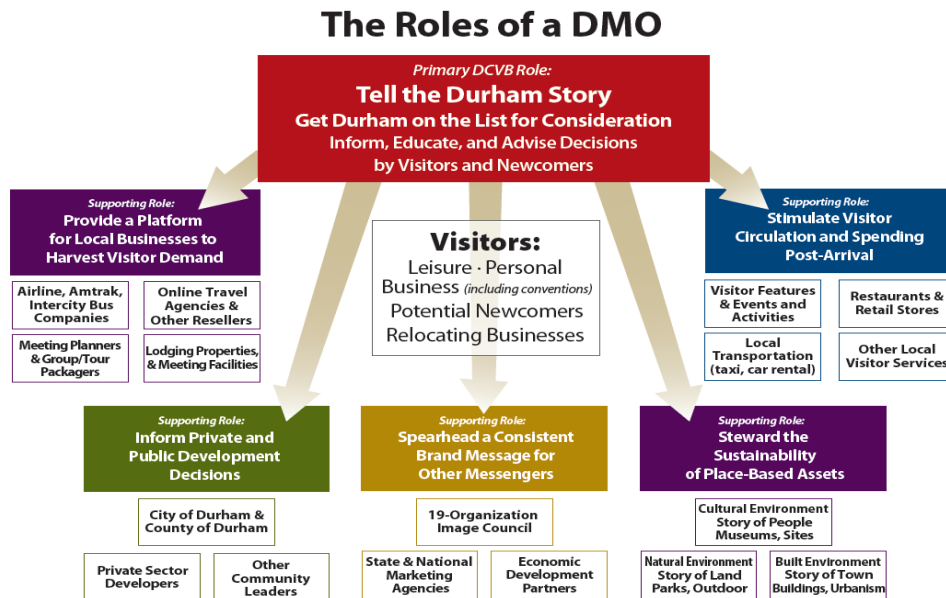 The Roles of a DMO
Primary DCVB Role:
Tell the Durham Story
Get Durham on the List for Consideration
Inform, Educate, and Advise Decisions
by Visitors and Newcomers
Supporting Role:
Provide a Platform
for Local Businesses to
Harvest Visitor Demand
Airline, Amtrak,
Intercity Bus
Companies
Online Travel
Agencies &
Other Resellers
Meeting Planners
& Group/Tour
Packagers
Lodging Properties,
& Meeting Facilities
Visitors:
Leisure · Personal
Business (including conventions)
Potential Newcomers
Relocating Businesses
Supporting Role:
Stimulate Visitor
Circulation and Spending
Post-Arrival
Visitor Features
& Events and
Activities
Restaurants &
Retail Stores
Local
Transportation
(taxi, car rental)
Other Local
Visitor Services
Supporting Role:
Inform Private and
Public Development
Decisions
City of Durham &
County of Durham
Private Sector
Developers
Other
Community
Leaders
Supporting Role:
Spearhead a Consistent
Brand Message for
Other Messengers
19-Organization
Image Council
State & National
Marketing
Agencies
Economic
Development
Partners
Supporting Role:
Steward the
Sustainability
of Place-Based Assets
Cultural Environment
Story of People
Museums, Sites
Natural Environment
Story of Land
Parks, Outdoor
Built Environment
Story of Town
Buildings, Urbanism